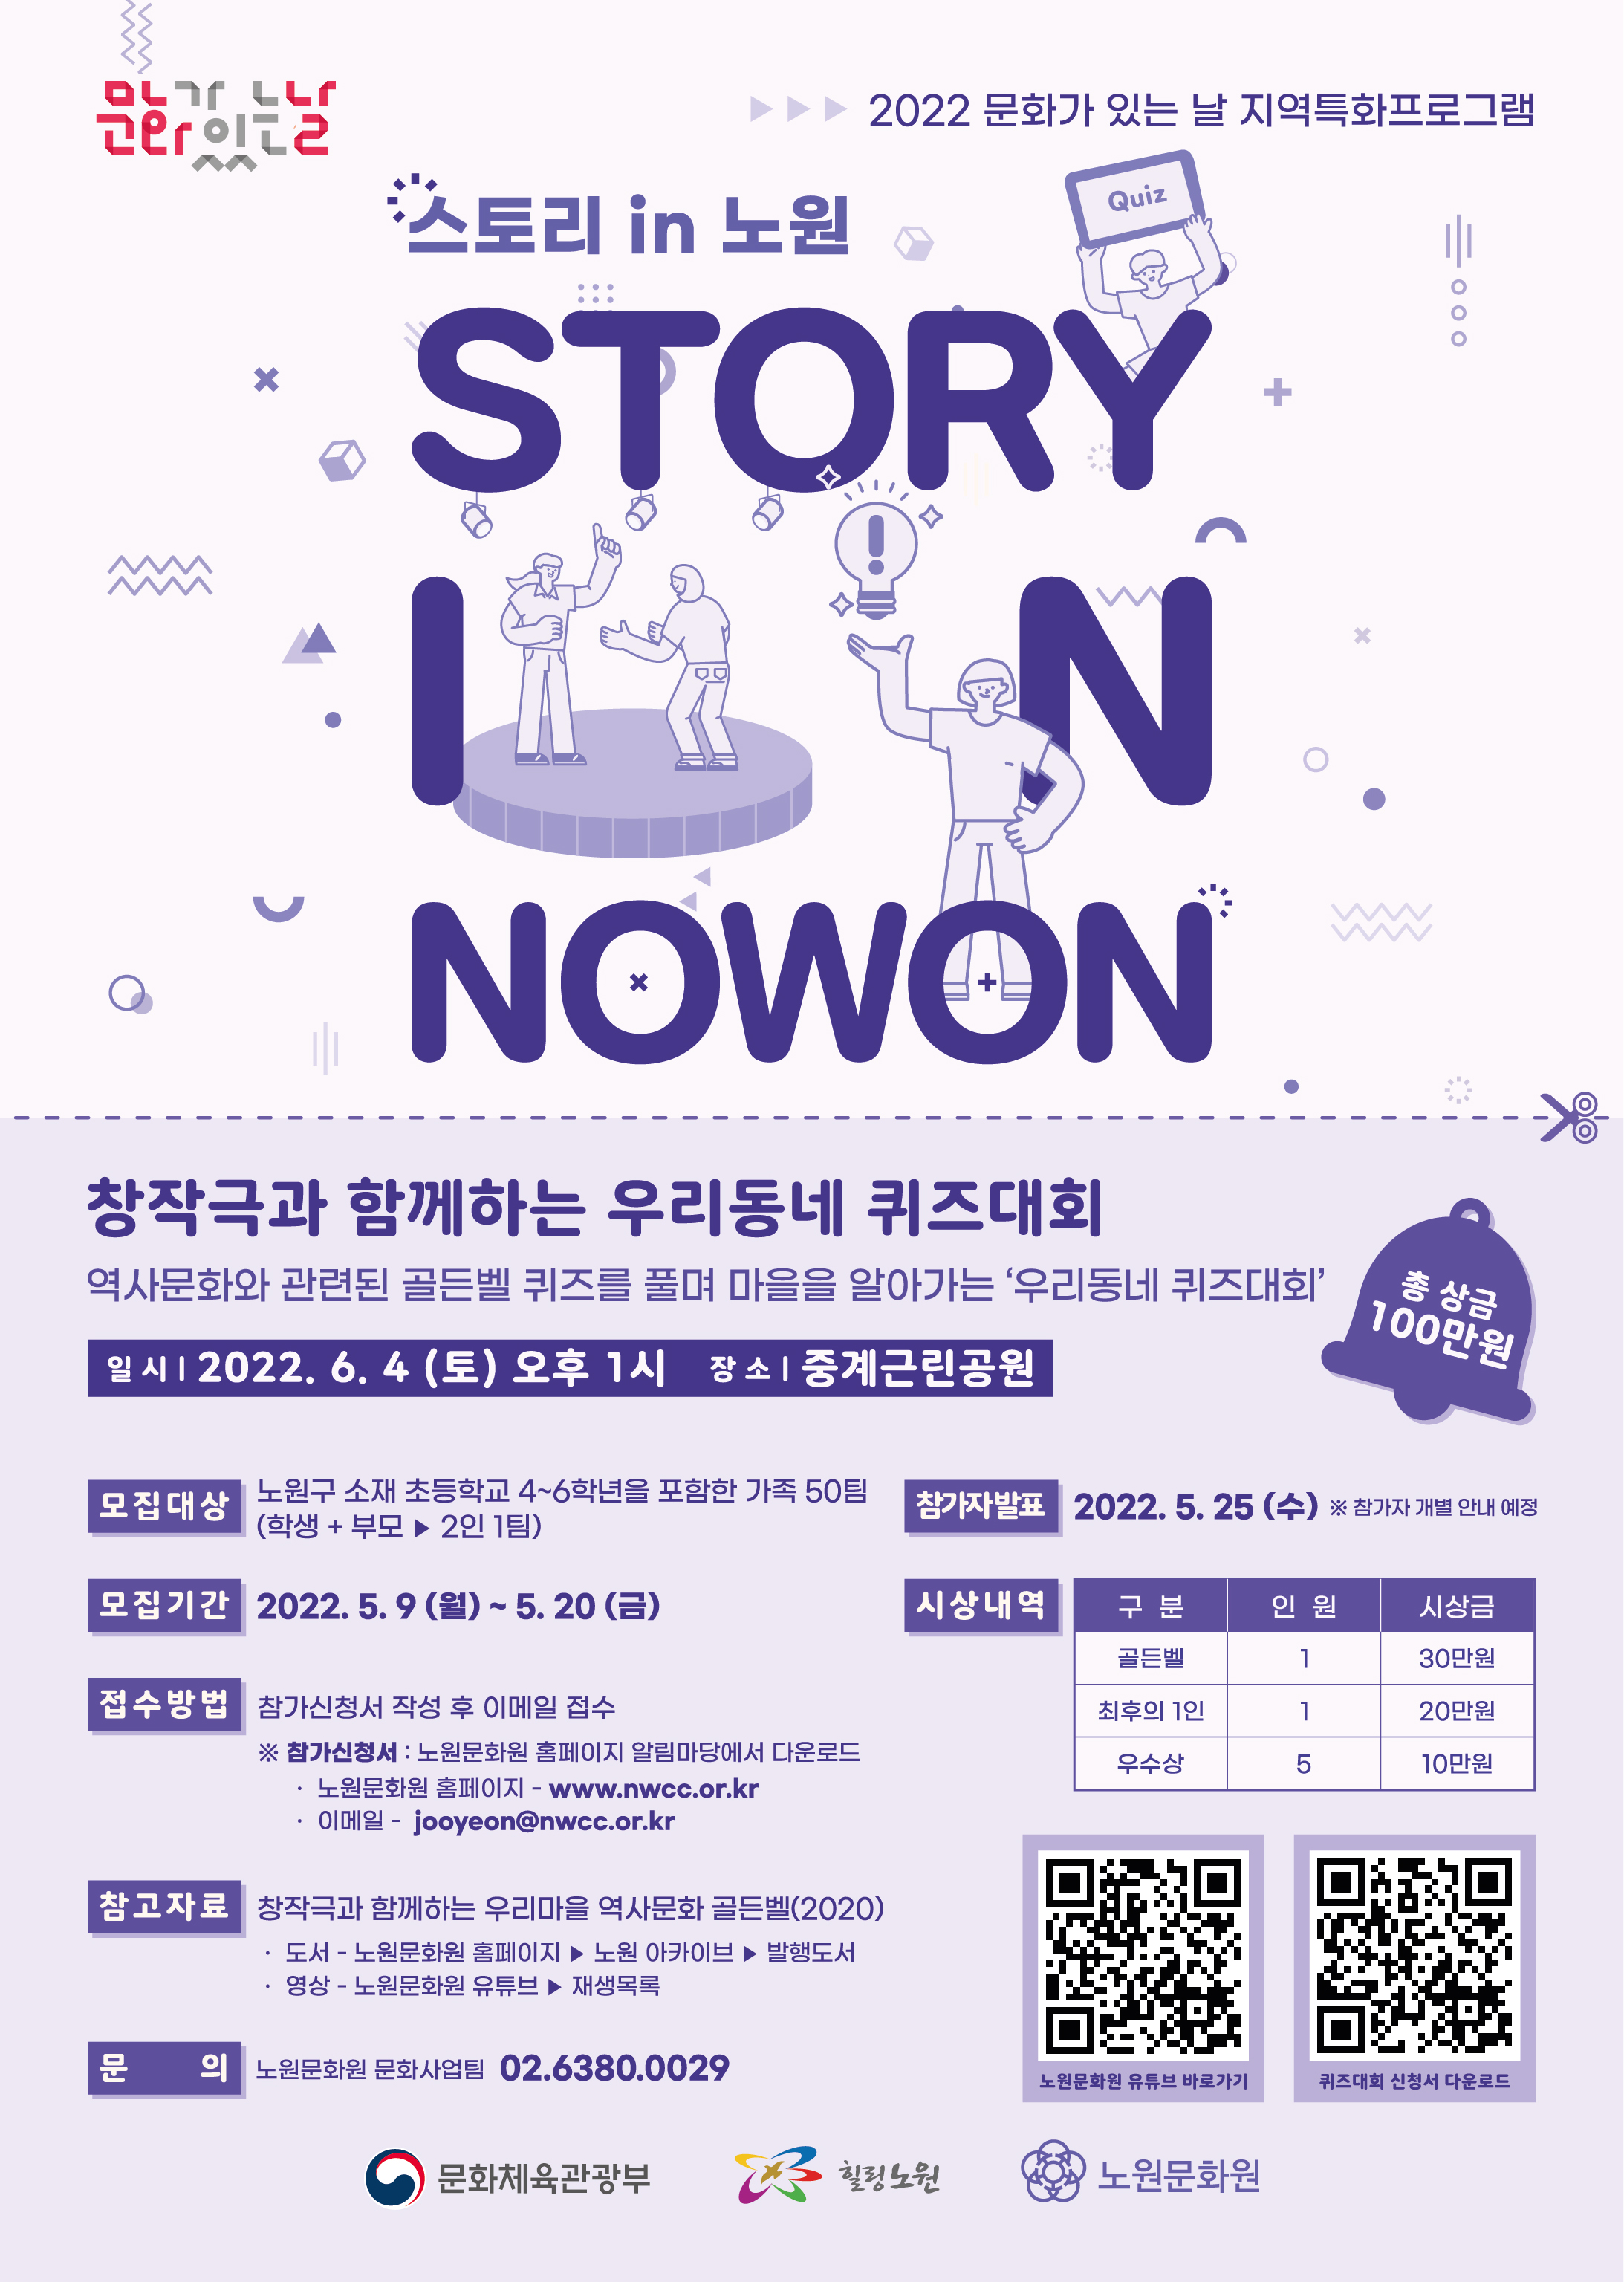 문화가 있는 날
2022 문화가 있는 날 지역특화프로그램
스토리 in 노원
Quiz
STORY
IN
NOWON
창작극과 함께하는 우리동네 퀴즈대회
역사문화와 관련된 골든벨 퀴즈를 풀며 마을을 알아가는 ‘우리동네 퀴즈대회’
총 상금
100만원
일 시 | 2022. 6. 4 (토) 오후 1시 장 소 | 중계근린공원
모집대상 노원구 소재 초등학교 4~6학년을 포함한 가족 50팀
(학생 + 부모 ▶ 2인 1팀)
모집기간 2022. 5. 9 (월) ~ 5. 20 (금)
접수방법 참가신청서 작성 후 이메일 접수
※ 참가신청서 : 노원문화원 홈페이지 알림마당에서 다운로드
· 노원문화원 홈페이지 - www.nwcc.or.kr
· 이메일 - jooyeon@nwcc.or.kr
참고자료 창작극과 함께하는 우리마을 역사문화 골든벨(2020)
· 도서 - 노원문화원 홈페이지 ▶ 노원 아카이브 ▶ 발행도서
· 영상 - 노원문화원 유튜브 ▶ 재생목록
문 의 노원문화원 문화사업팀 02.6380.0029
참가자발표 2022. 5. 25 (수) ※ 참가자 개별 안내 예정
시상내역
구 분 인 원 시상금
골든벨 1 30만원
최후의 1인 1 20만원
우수상 5 10만원
노원문화원 유튜브 바로가기
퀴즈대회 신청서 다운로드
문화체육관광부
힐링노원
노원문화원